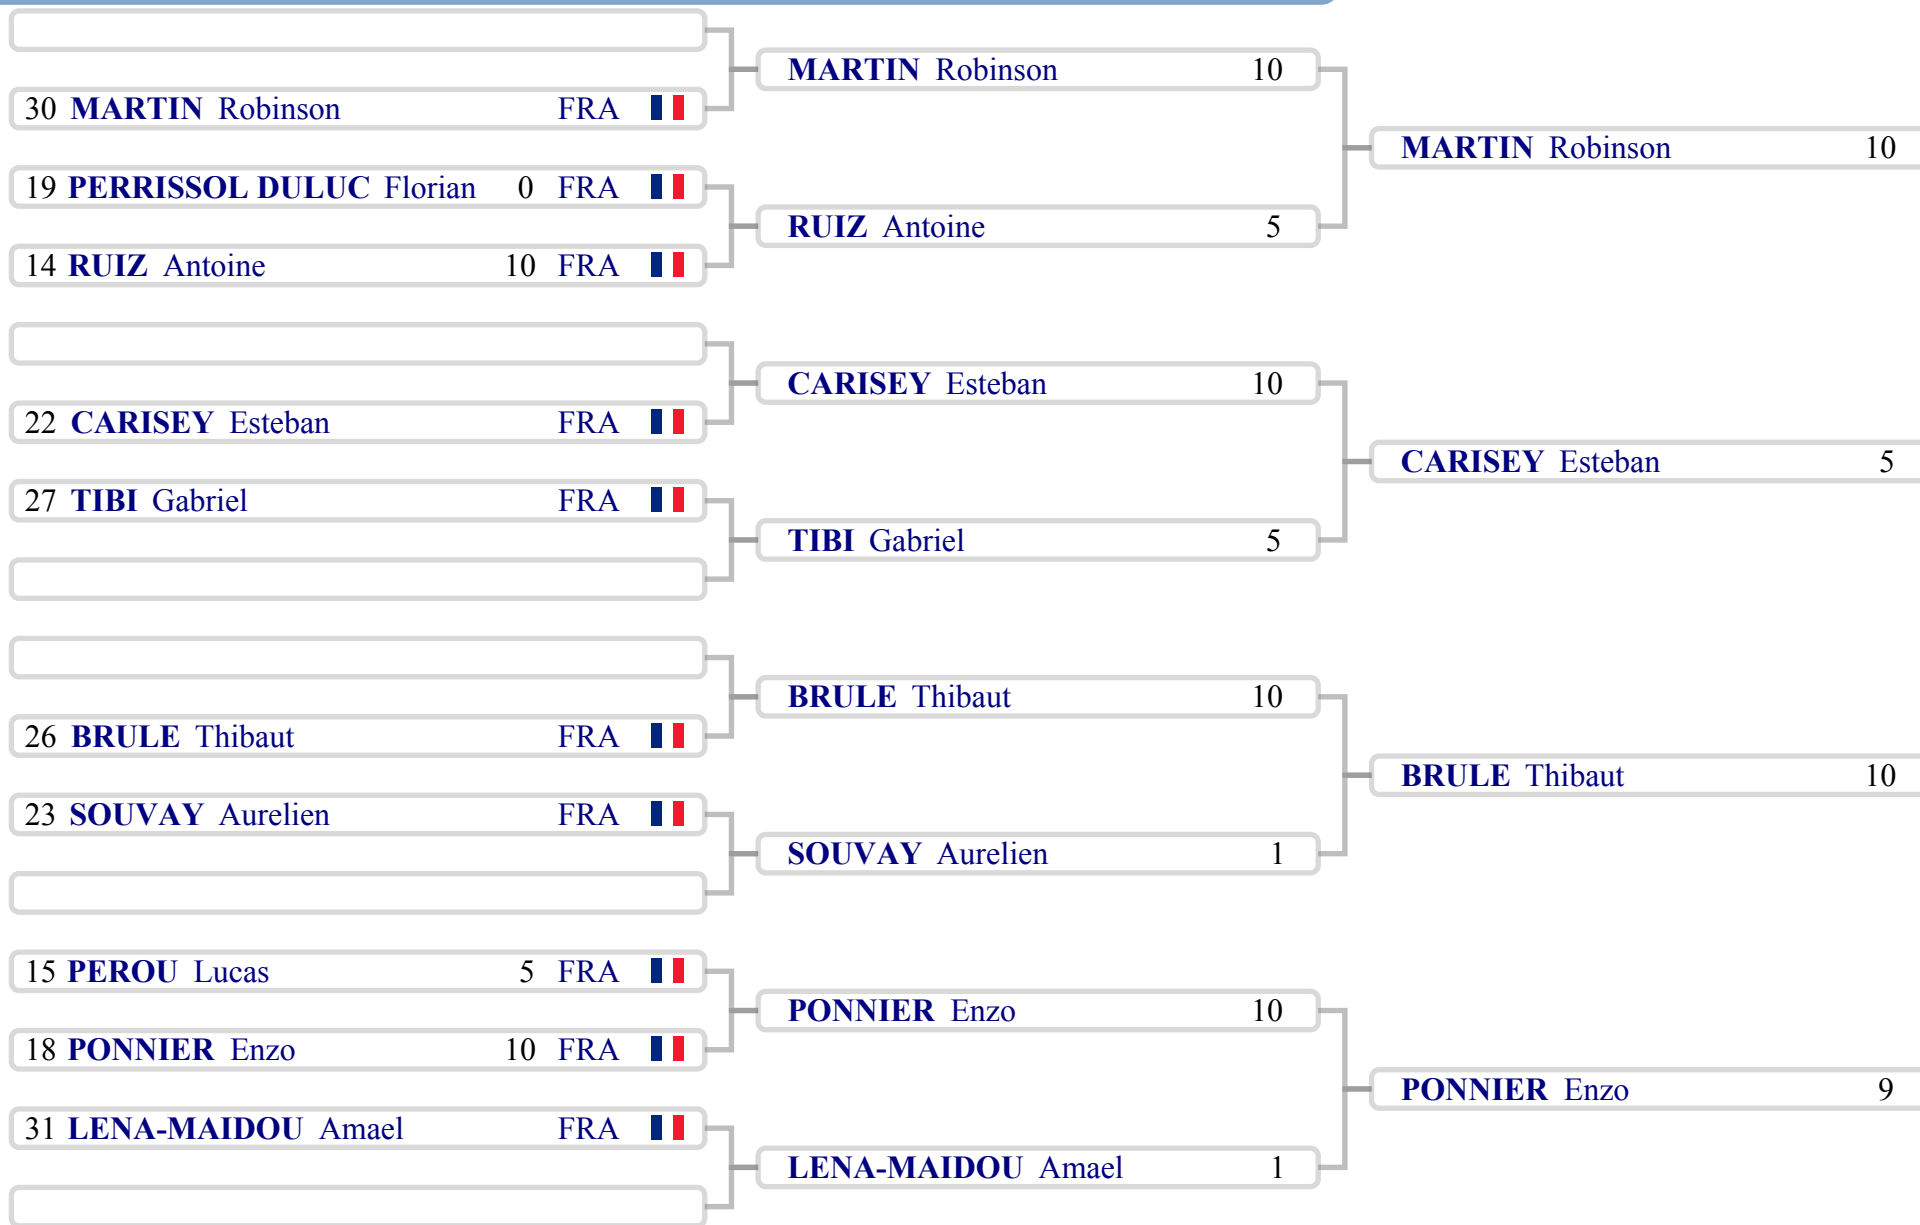 30 MARTIN Robinson FRA
19 PERRISSOL DULUC Florian 0 FRA
14 RUIZ Antoine 10 FRA
22 CARISEY Esteban FRA
27 TIBI Gabriel FRA
26 BRULE Thibaut FRA
23 SOUVAY Aurelien FRA
15 PEROU Lucas 5 FRA
18 PONNIER Enzo 10 FRA
31 LENA-MAIDOU Amael FRA
MARTIN Robinson 10
RUIZ Antoine 5
CARISEY Esteban 10
TIBI Gabriel 5
BRULE Thibaut 10
SOUVAY Aurelien 1
PONNIER Enzo 10
LENA-MAIDOU Amael 1
MARTIN Robinson 10
CARISEY Esteban 5
BRULE Thibaut 10
PONNIER Enzo 9